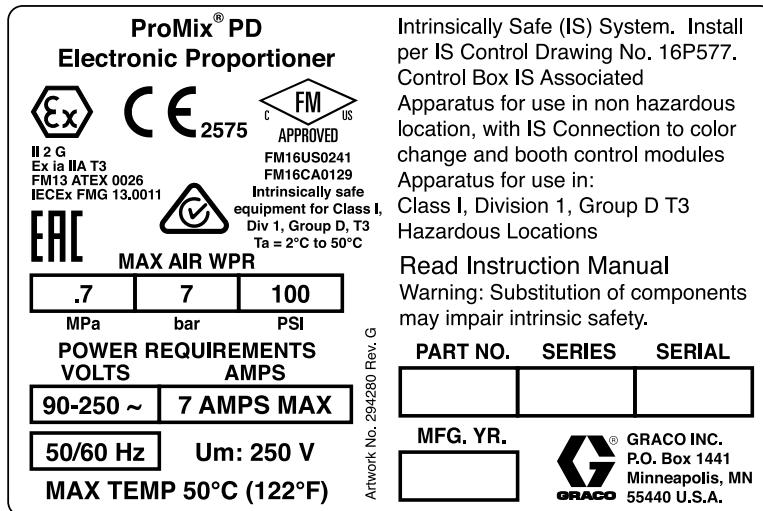 ProMix® PD
Electronic Proportioner
Ex
CE 2575
C FM US
APPROVED
II 2 G
Ex ia IIA T3
FM13 ATEX 0026
IECEx FMG 13.0011
FM16US0241
FM16CA0129
Intrinsically safe
equipment for Class I,
Div 1, Group D, T3
Ta = 2°C to 50°C
EAC
MAX AIR WPR
.7 7 100
MPa bar PSI
POWER REQUIREMENTS
VOLTS AMPS
90-250 ~ 7 AMPS MAX
50/60 Hz Um: 250 V
MAX TEMP 50°C (122°F)
Artwork No. 294280 Rev. G
Intrinsically Safe (IS) System. Install
per IS Control Drawing No. 16P577.
Control Box IS Associated
Apparatus for use in non hazardous
location, with IS Connection to color
change and booth control modules
Apparatus for use in:
Class I, Division 1, Group D T3
Hazardous Locations
Read Instruction Manual
Warning: Substitution of components
may impair intrinsic safety.
PART NO. SERIES SERIAL
MFG. YR.
GRACO ®
GRACO INC.
P.O. Box 1441
Minneapolis, MN
55440 U.S.A.